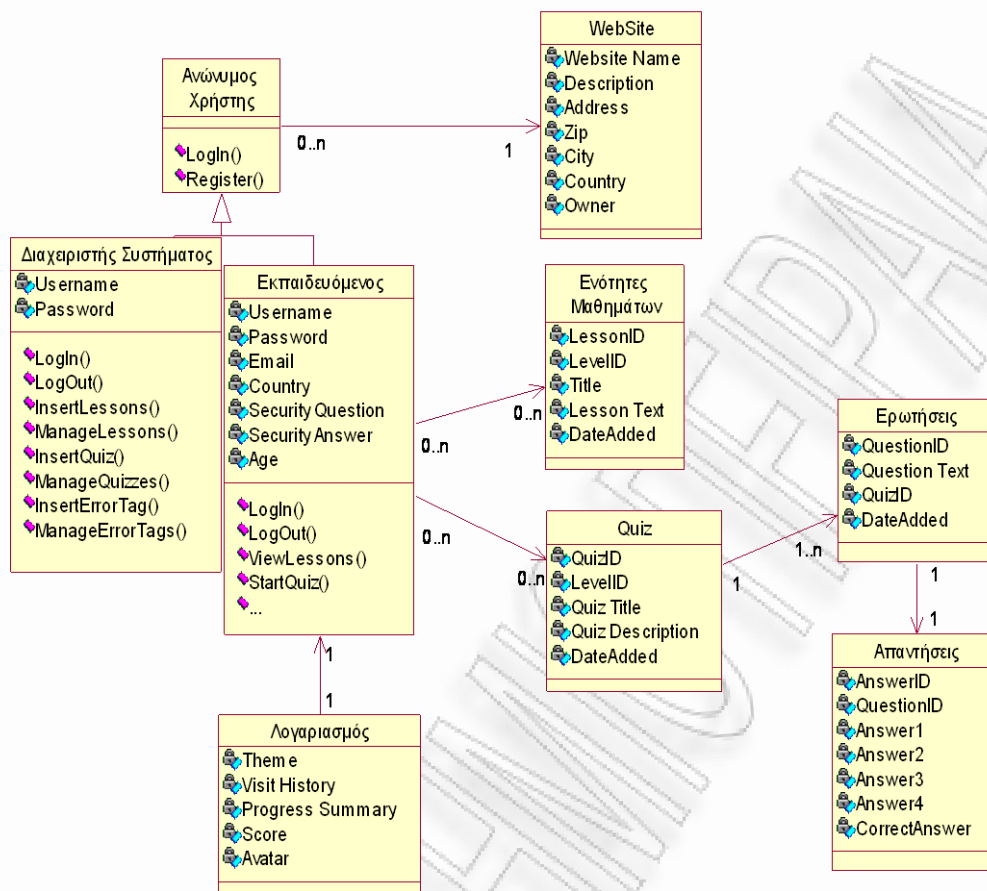 WebSite
Website Name
Description
Address
Zip
City
Country
Owner
Ανώνυμος
Χρήστης
LogIn()
Register()
0..n
1
Διαχειριστής Συστήματος
Username
Password
LogIn()
LogOut()
InsertLessons()
ManageLessons()
InsertQuiz()
ManageQuizzes()
InsertErrorTag()
ManageErrorTags()
Εκπαιδευόμενος
Username
Password
Email
Country
Security Question
Security Answer
Age
LogIn()
LogOut()
ViewLessons()
StartQuiz()
...
Ενότητες
Μαθημάτων
LessonID
LevelID
Title
Lesson Text
DateAdded
0..n
0..n
0..n
0..n
Quiz
QuizID
LevelID
Quiz Title
Quiz Description
DateAdded
1
1..n
Ερωτήσεις
QuestionID
Question Text
QuizID
DateAdded
1
1
Απαντήσεις
AnswerID
QuestionID
Answer1
Answer2
Answer3
Answer4
CorrectAnswer
1
1
Λογαριασμός
Theme
Visit History
Progress Summary
Score
Avatar